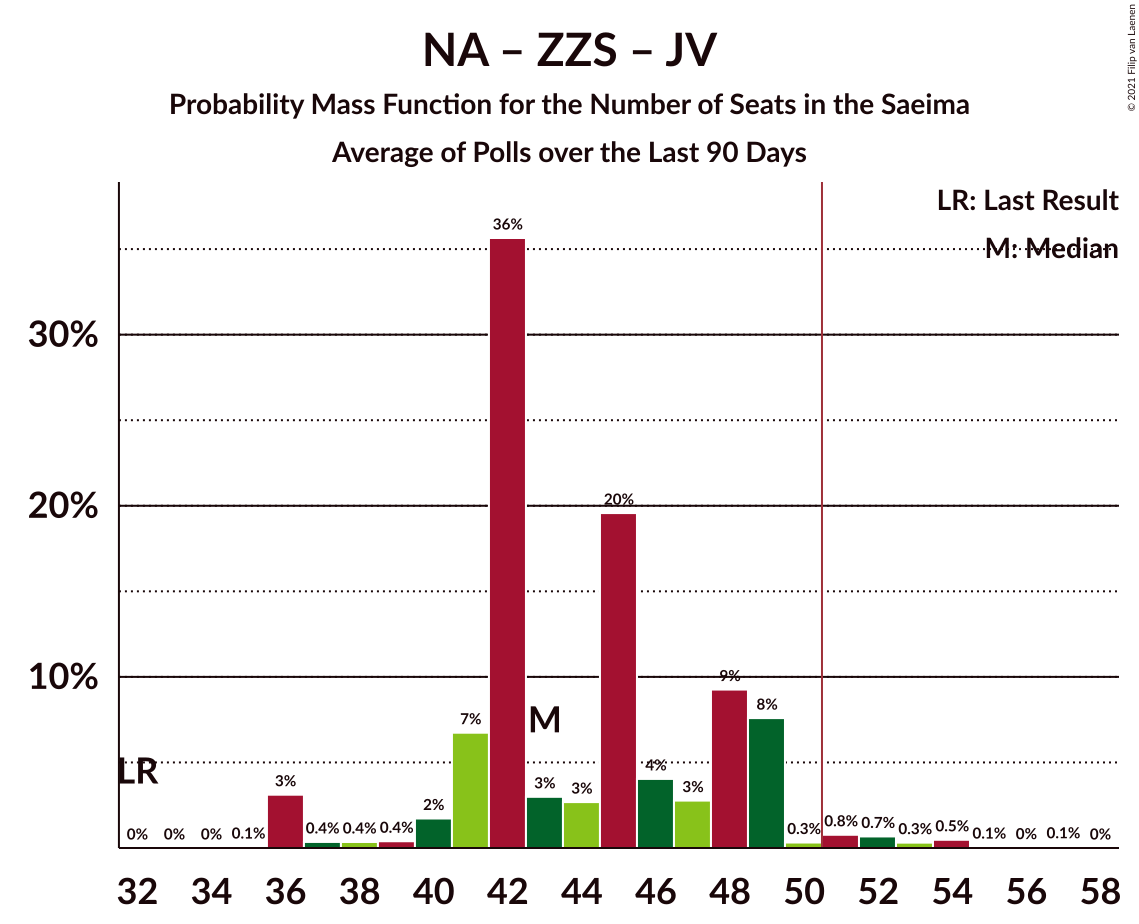 NA – ZZS – JV
Probability Mass Function for the Number of Seats in the Saeima
Average of Polls over the Last 90 Days
© 2021 Filip van Laenen
LR: Last Result
M: Median
30%
20%
10%
LR
M
0% 0% 0% 0.1% 3% 0.4% 0.4% 0.4% 2% 7% 36% 3% 3% 20% 4% 3% 9% 8% 0.3% 0.8% 0.7% 0.3% 0.5% 0.1% 0% 0.1% 0%
32 34 36 38 40 42 44 46 48 50 52 54 56 58